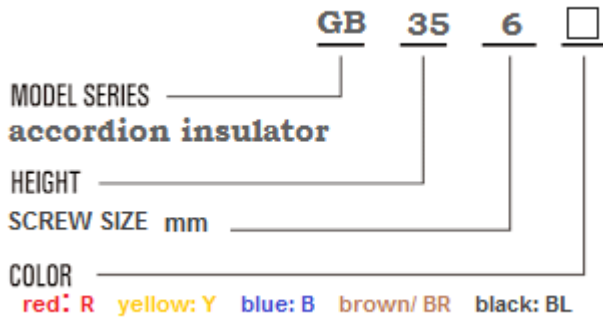 GB 35 6
MODEL SERIES
accordion insulator
HEIGHT
SCREW SIZE mm
COLOR
red: R yellow: Y blue: B brown/ BR black: BL